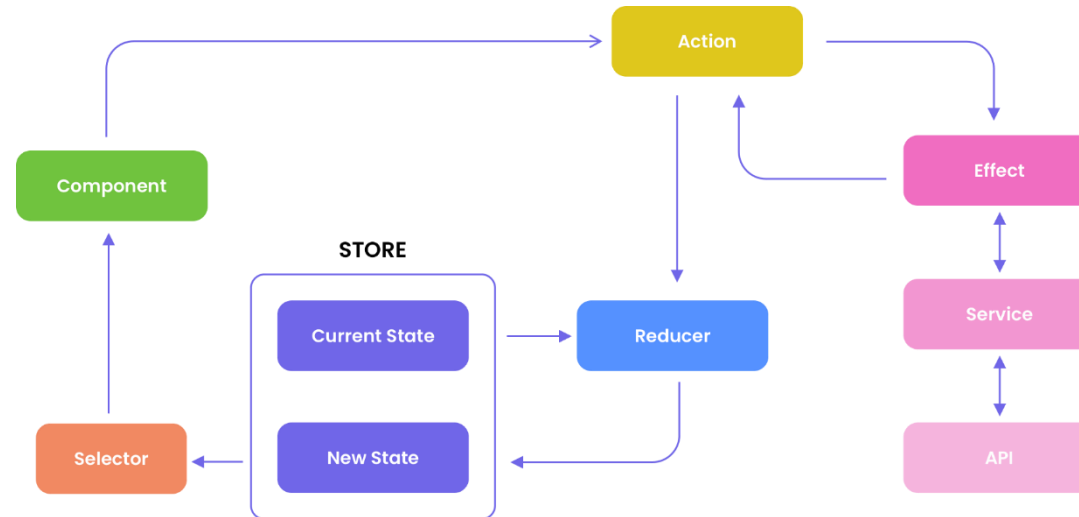 Action
Component
Effect
STORE
Service
Current State
Reducer
Selector
New State
API